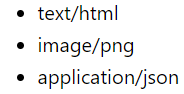 • text/html
• image/png
• application/json